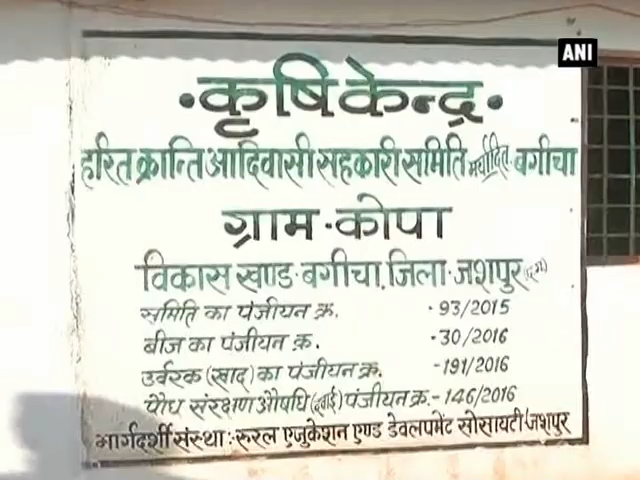 ANI
•कृषि केन्द्र•
हरित क्रान्ति आदिवासी सहकारी समिति मर्यादित. बगीचा
ग्राम - कोपा
विकास खण्ड - बगीचा, जिला - जशपुर (छ.ग.)
समिति का पंजीयन क्र. - 93/2015
बीज का पंजीयन क्र. - 30/2016
उर्वरक (खाद) का पंजीयन क्र. - 191/2016
पौध संरक्षण औषधि (दवाई) पंजीयन क्र. - 146/2016
मार्गदर्शी संस्था :- रुरल एजुकेशन एण्ड डेवलपमेंट सोसायटी जशपुर